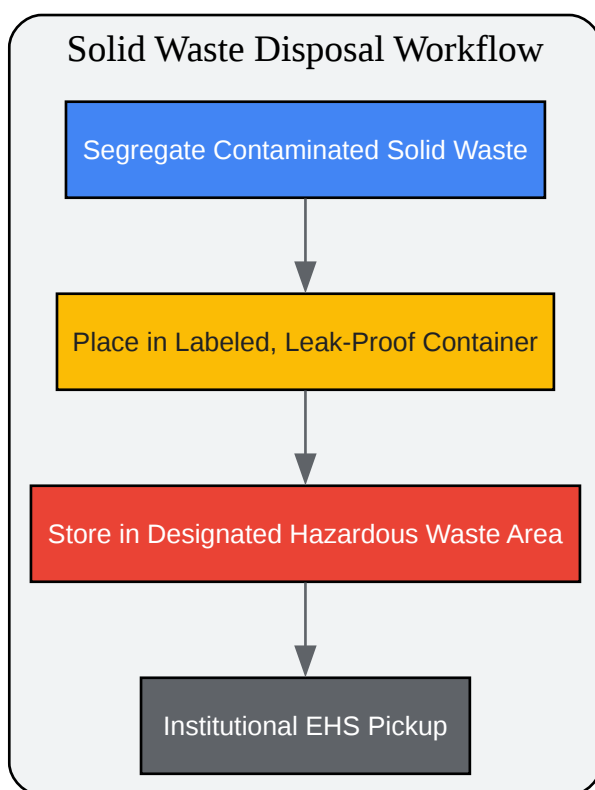 Solid Waste Disposal Workflow
Segregate Contaminated Solid Waste
Place in Labeled, Leak-Proof Container
Store in Designated Hazardous Waste Area
Institutional EHS Pickup